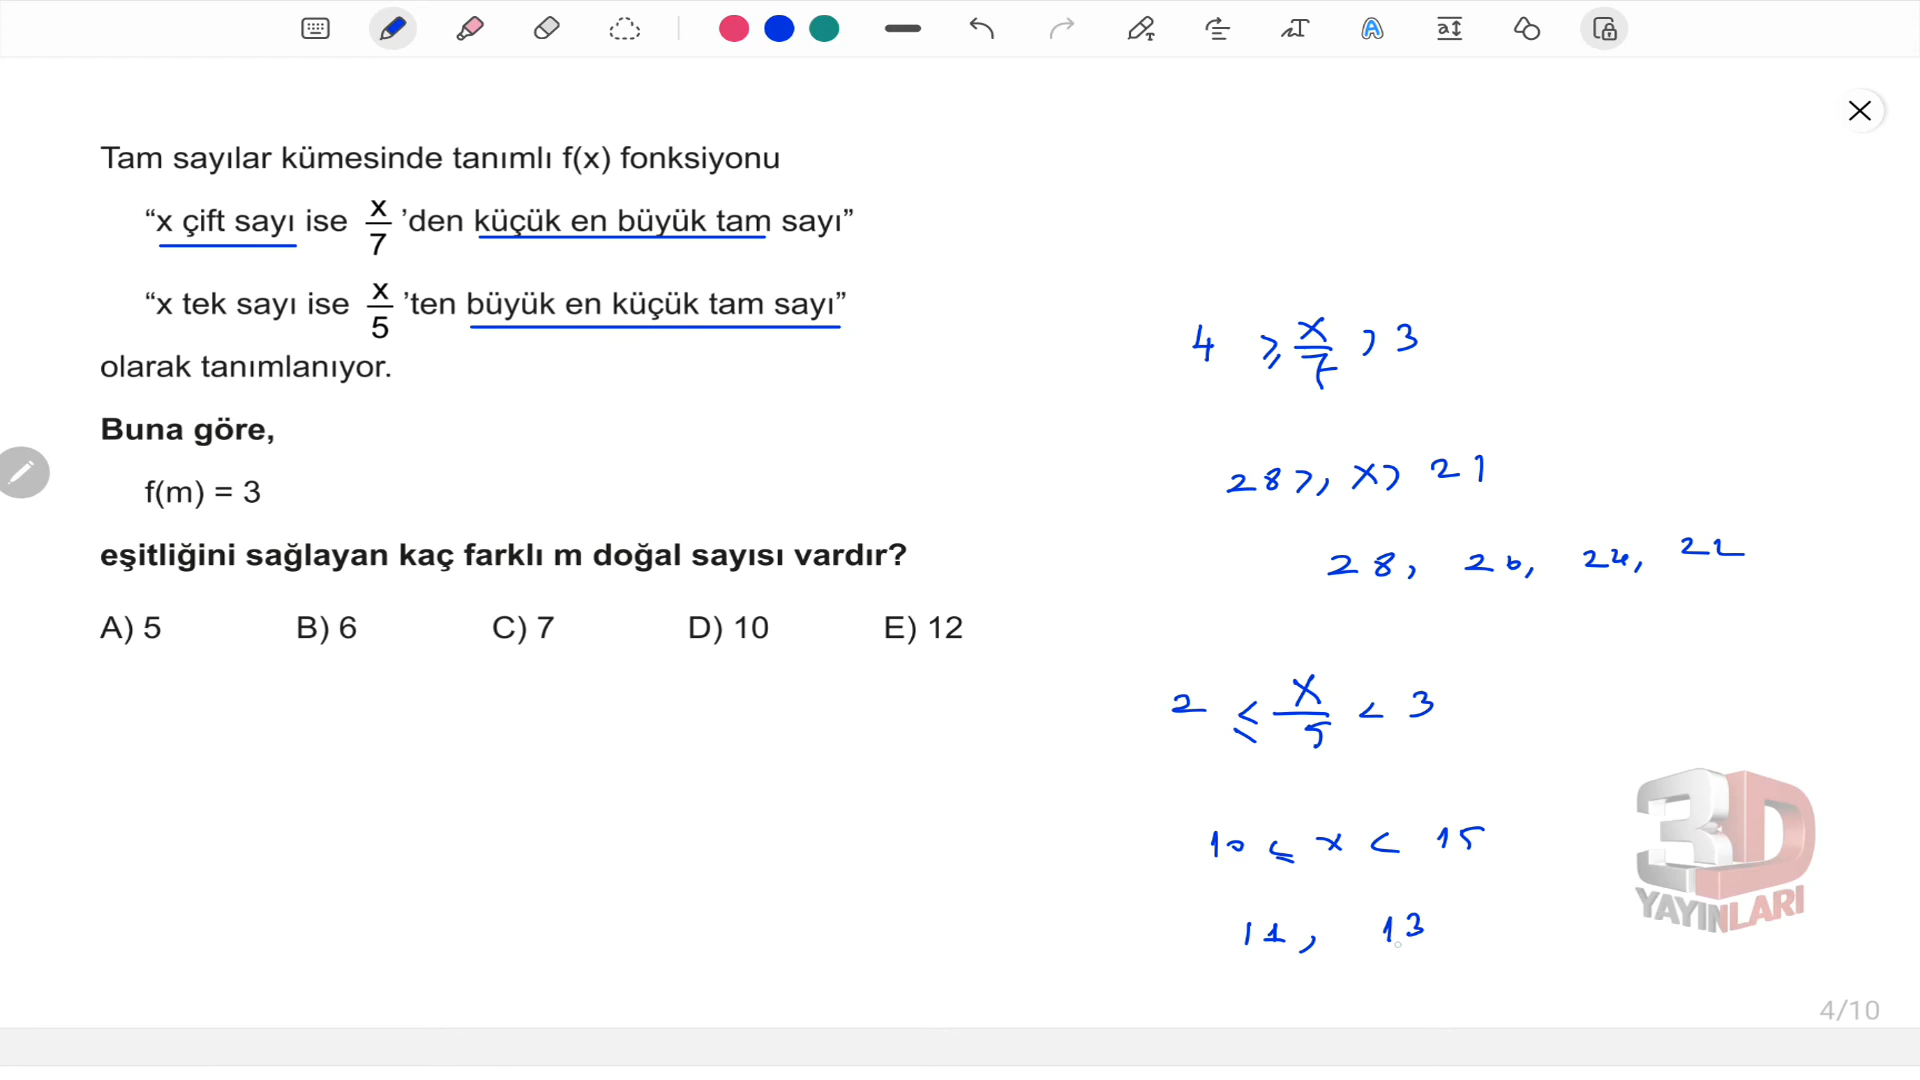 Tam sayılar kümesinde tanımlı f(x) fonksiyonu
“x çift sayı ise x/7 ’den küçük en büyük tam sayı”
“x tek sayı ise x/5 ’ten büyük en küçük tam sayı”
olarak tanımlanıyor.
Buna göre,
f(m) = 3
eşitliğini sağlayan kaç farklı m doğal sayısı vardır?
A) 5 B) 6 C) 7 D) 10 E) 12
4 ≥ x/7 > 3
28 ≥ x > 21
28, 26, 24, 22
2 ≤ x/5 < 3
10 ≤ x < 15
11, 13
3D
YAYINLARI
4/10